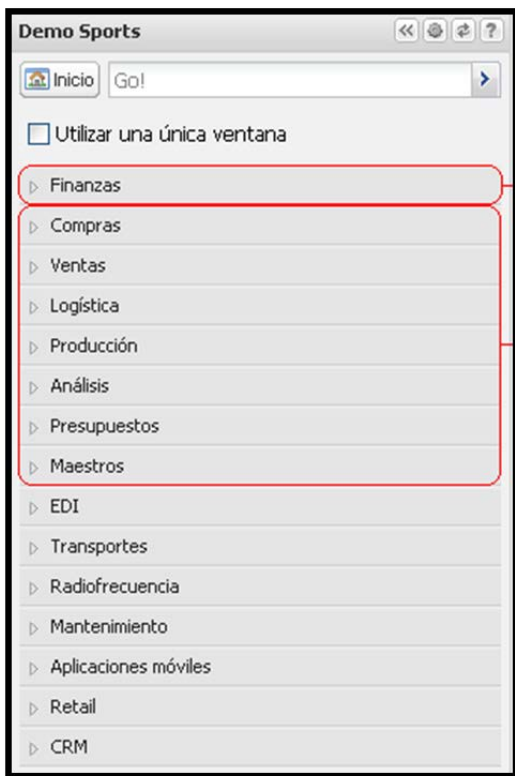 Demo Sports
Inicio Go!
Utilizar una única ventana
Finanzas
Compras
Ventas
Logística
Producción
Análisis
Presupuestos
Maestros
EDI
Transportes
Radiofrecuencia
Mantenimiento
Aplicaciones móviles
Retail
CRM